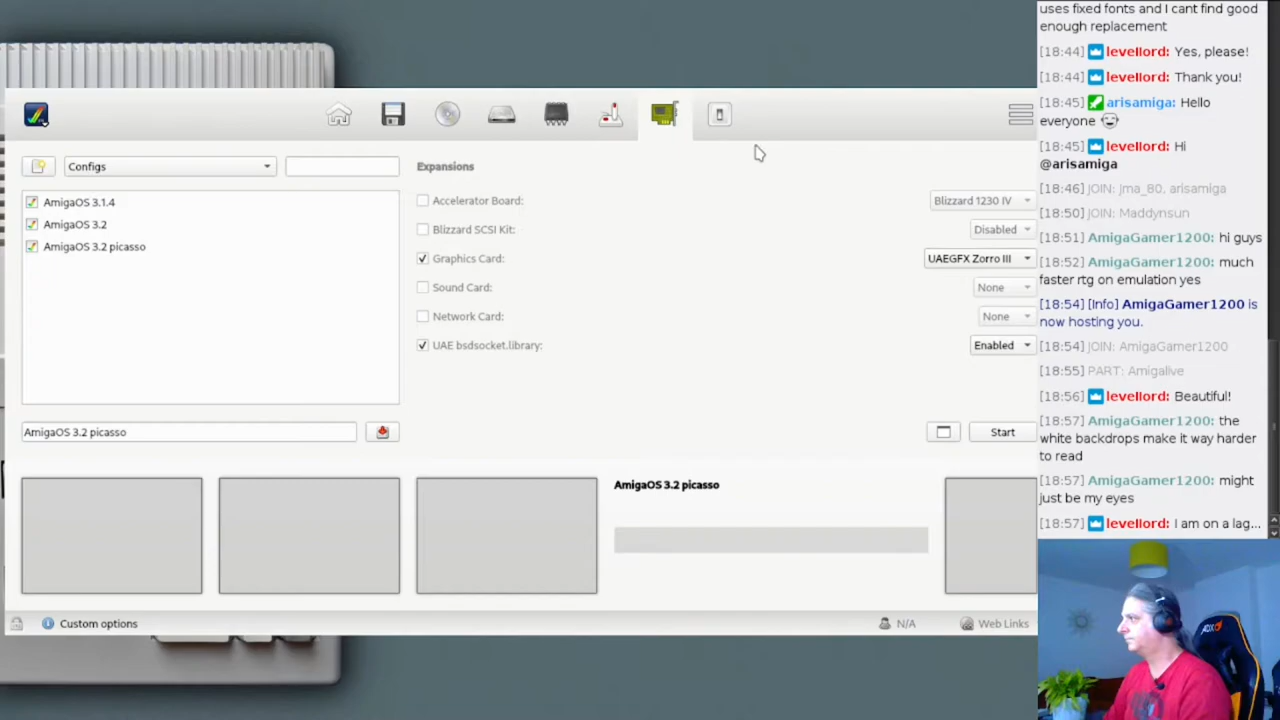 Configs
Expansions
AmigaOS 3.1.4
AmigaOS 3.2
AmigaOS 3.2 picasso
Accelerator Board:
Blizzard 1230 IV
Blizzard SCSI Kit:
Disabled
Graphics Card:
UAEGFX Zorro III
Sound Card:
None
Network Card:
None
UAE bsdsocket.library:
Enabled
AmigaOS 3.2 picasso
Start
AmigaOS 3.2 picasso
Custom options
N/A
Web Links
uses fixed fonts and I cant find good
enough replacement
[18:44] levellord: Yes, please!
[18:44] levellord: Thank you!
[18:45] arisamiga: Hello
everyone
[18:45] levellord: Hi
@arisamiga
[18:46] JOIN: Jma_80, arisamiga
[18:50] JOIN: Maddynsun
[18:51] AmigaGamer1200: hi guys
[18:52] AmigaGamer1200: much
faster rtg on emulation yes
[18:54] [Info] AmigaGamer1200 is
now hosting you.
[18:54] JOIN: AmigaGamer1200
[18:55] PART: Amigalive
[18:56] levellord: Beautiful!
[18:57] AmigaGamer1200: the
white backdrops make it way harder
to read
[18:57] AmigaGamer1200: might
just be my eyes
[18:57] levellord: I am on a lag...